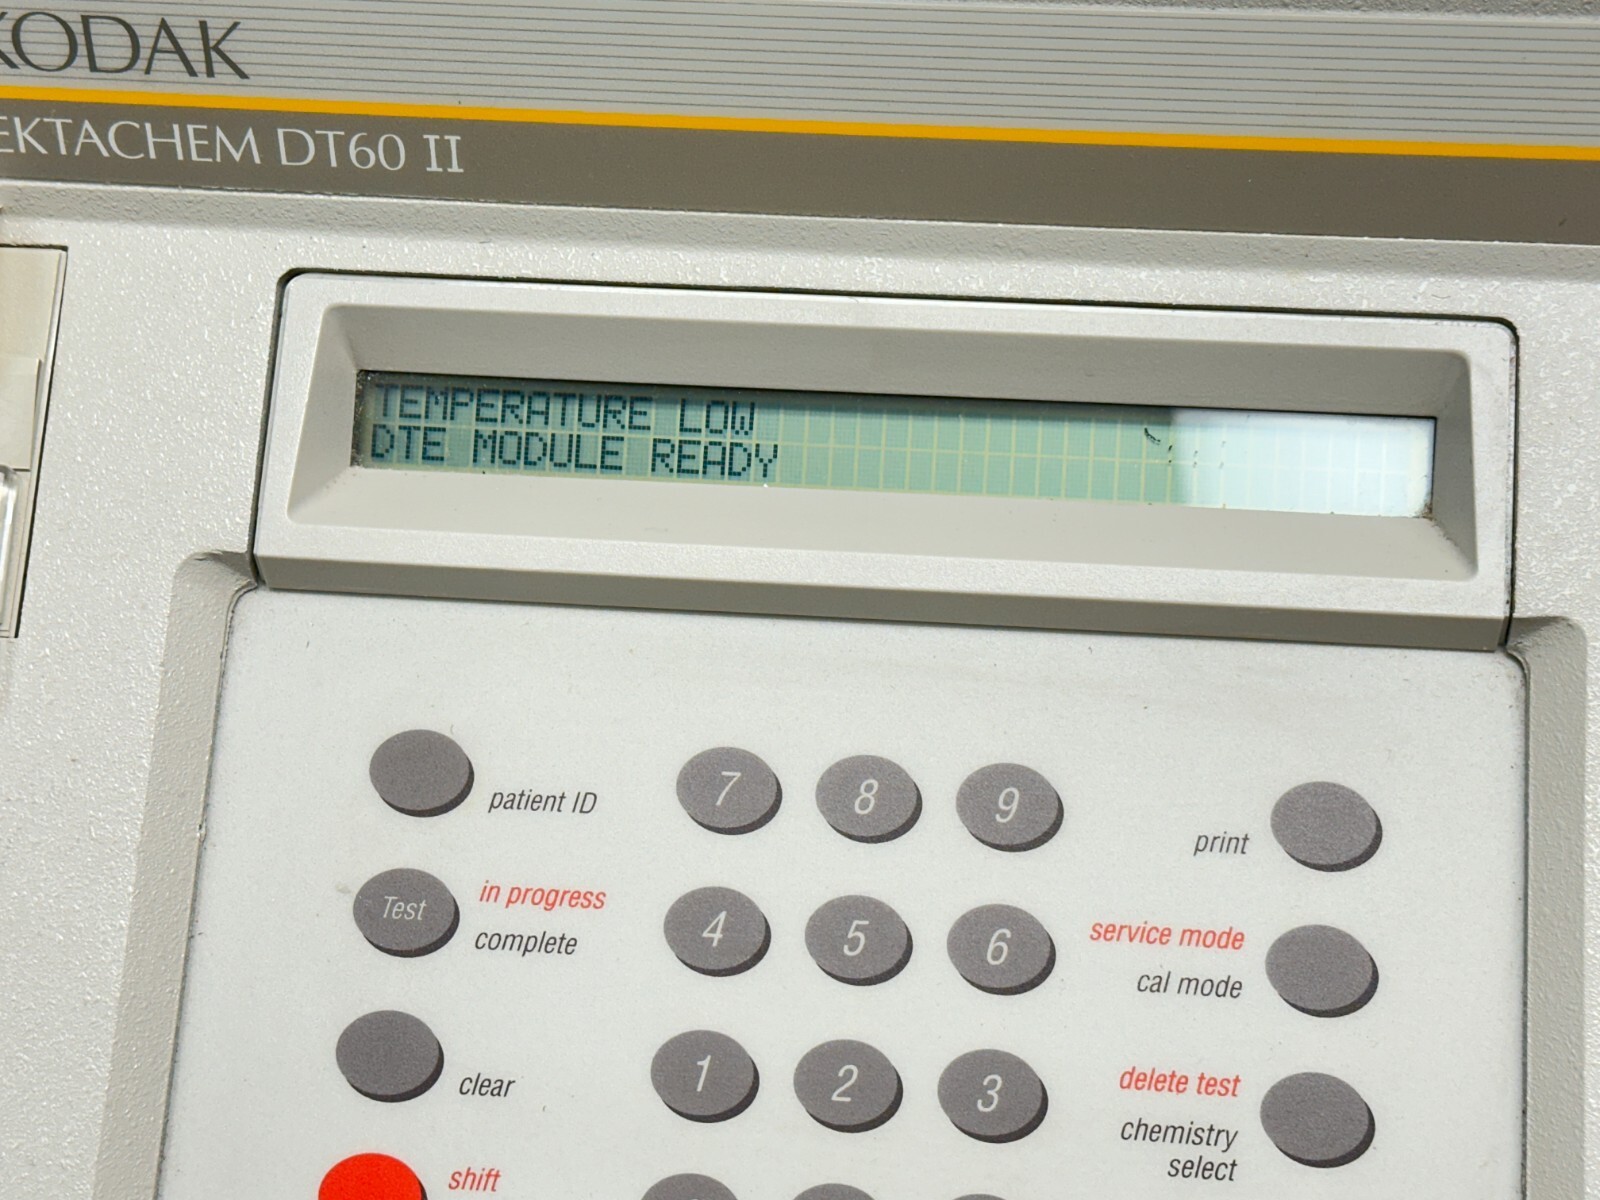 KODAK
EKTACHEM DT60 II
TEMPERATURE LOW
DTE MODULE READY
patient ID
7 8 9
print
Test
in progress
complete
4 5 6
service mode
cal mode
clear
1 2 3
delete test
chemistry
select
shift